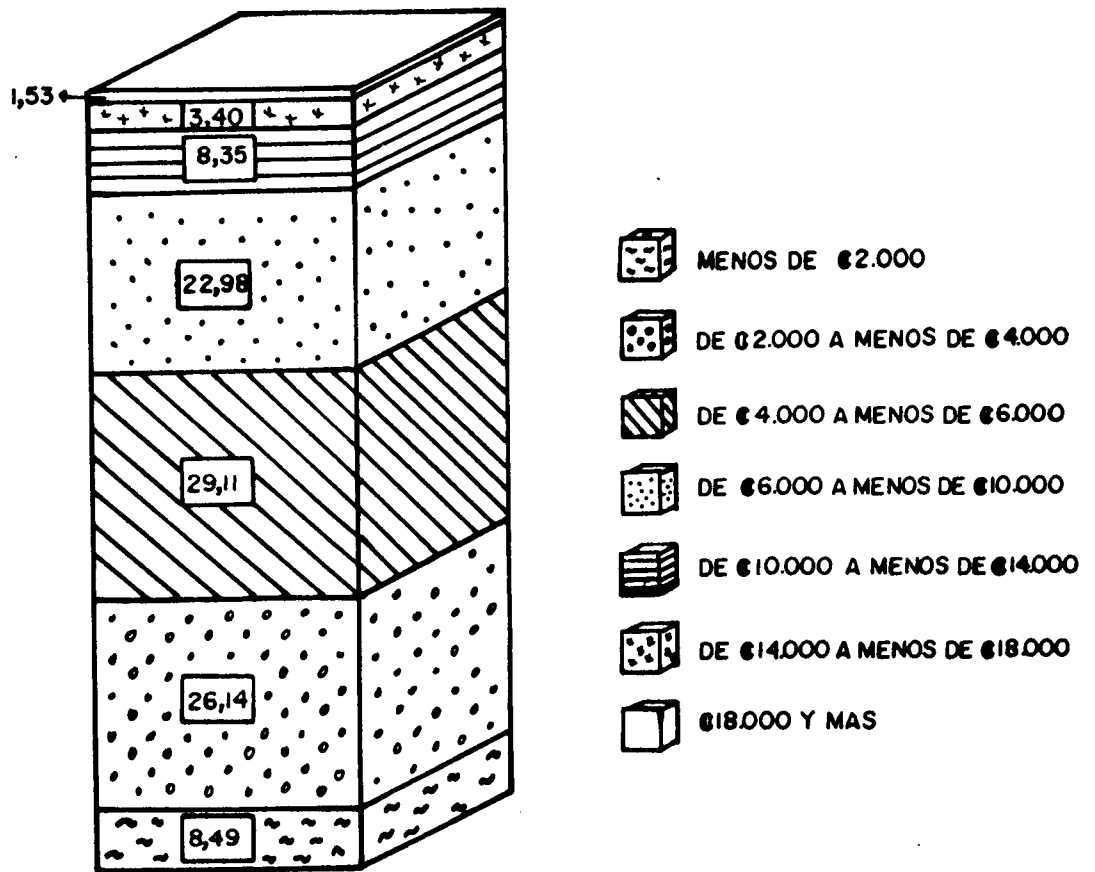 1,53
3,40
8,35
22,98
29,11
26,14
8,49
MENOS DE ₡2.000
DE ₡2.000 A MENOS DE ₡4.000
DE ₡4.000 A MENOS DE ₡6.000
DE ₡6.000 A MENOS DE ₡10.000
DE ₡10.000 A MENOS DE ₡14.000
DE ₡14.000 A MENOS DE ₡18.000
₡18.000 Y MAS